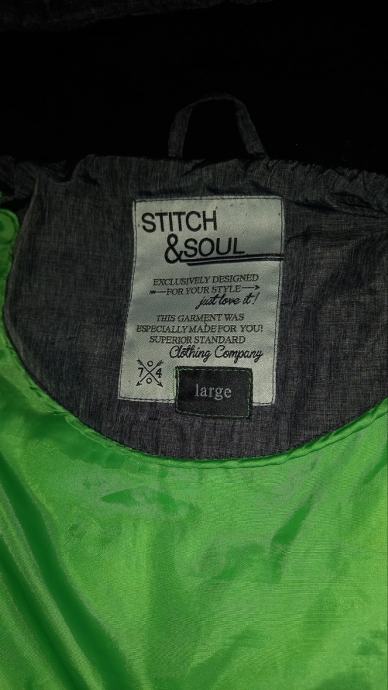 STITCH
&SOUL
EXCLUSIVELY DESIGNED
FOR YOUR STYLE
just love it!
THIS GARMENT WAS
ESPECIALLY MADE FOR YOU!
SUPERIOR STANDARD
Clothing Company
7 4
large